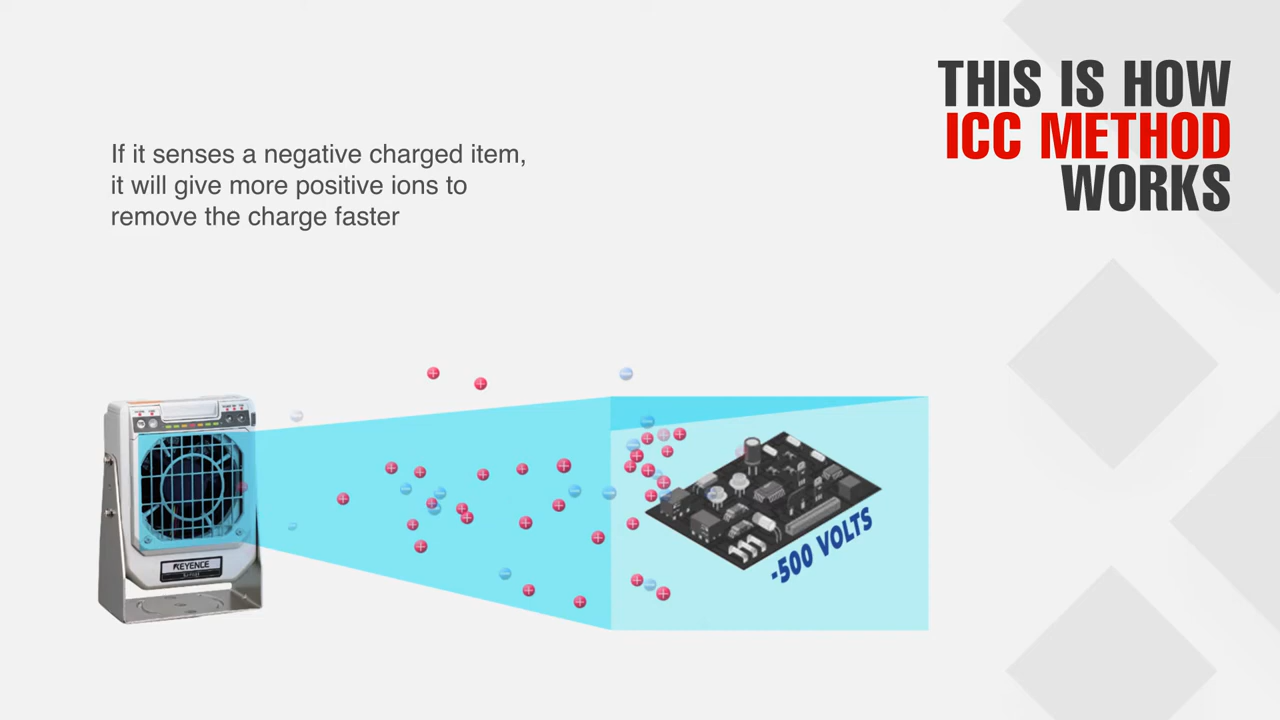 THIS IS HOW
ICC METHOD
WORKS
If it senses a negative charged item,
it will give more positive ions to
remove the charge faster
KEYENCE
-500 VOLTS